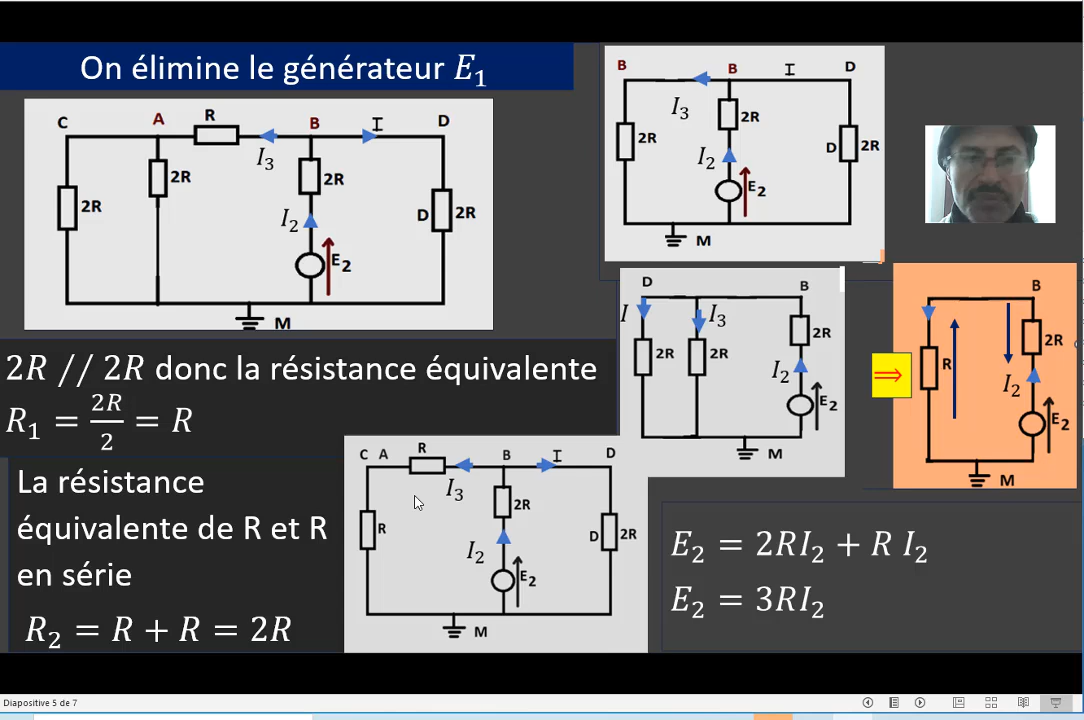 On élimine le générateur E₁
C A R B I D
I₃
2R 2R 2R D 2R
I₂
E₂
M
B B I D
I₃ 2R
2R I₂ D 2R
E₂
M
2R // 2R donc la résistance équivalente
R₁ = 2R/2 = R
D B
I I₃ 2R
2R 2R I₂
E₂
M
⇒
B
R 2R
I₂
E₂
M
La résistance
équivalente de R et R
en série
R₂ = R + R = 2R
C A R B I D
I₃ 2R
R I₂ D 2R
E₂
M
E₂ = 2RI₂ + R I₂
E₂ = 3RI₂
Diapositive 5 de 7